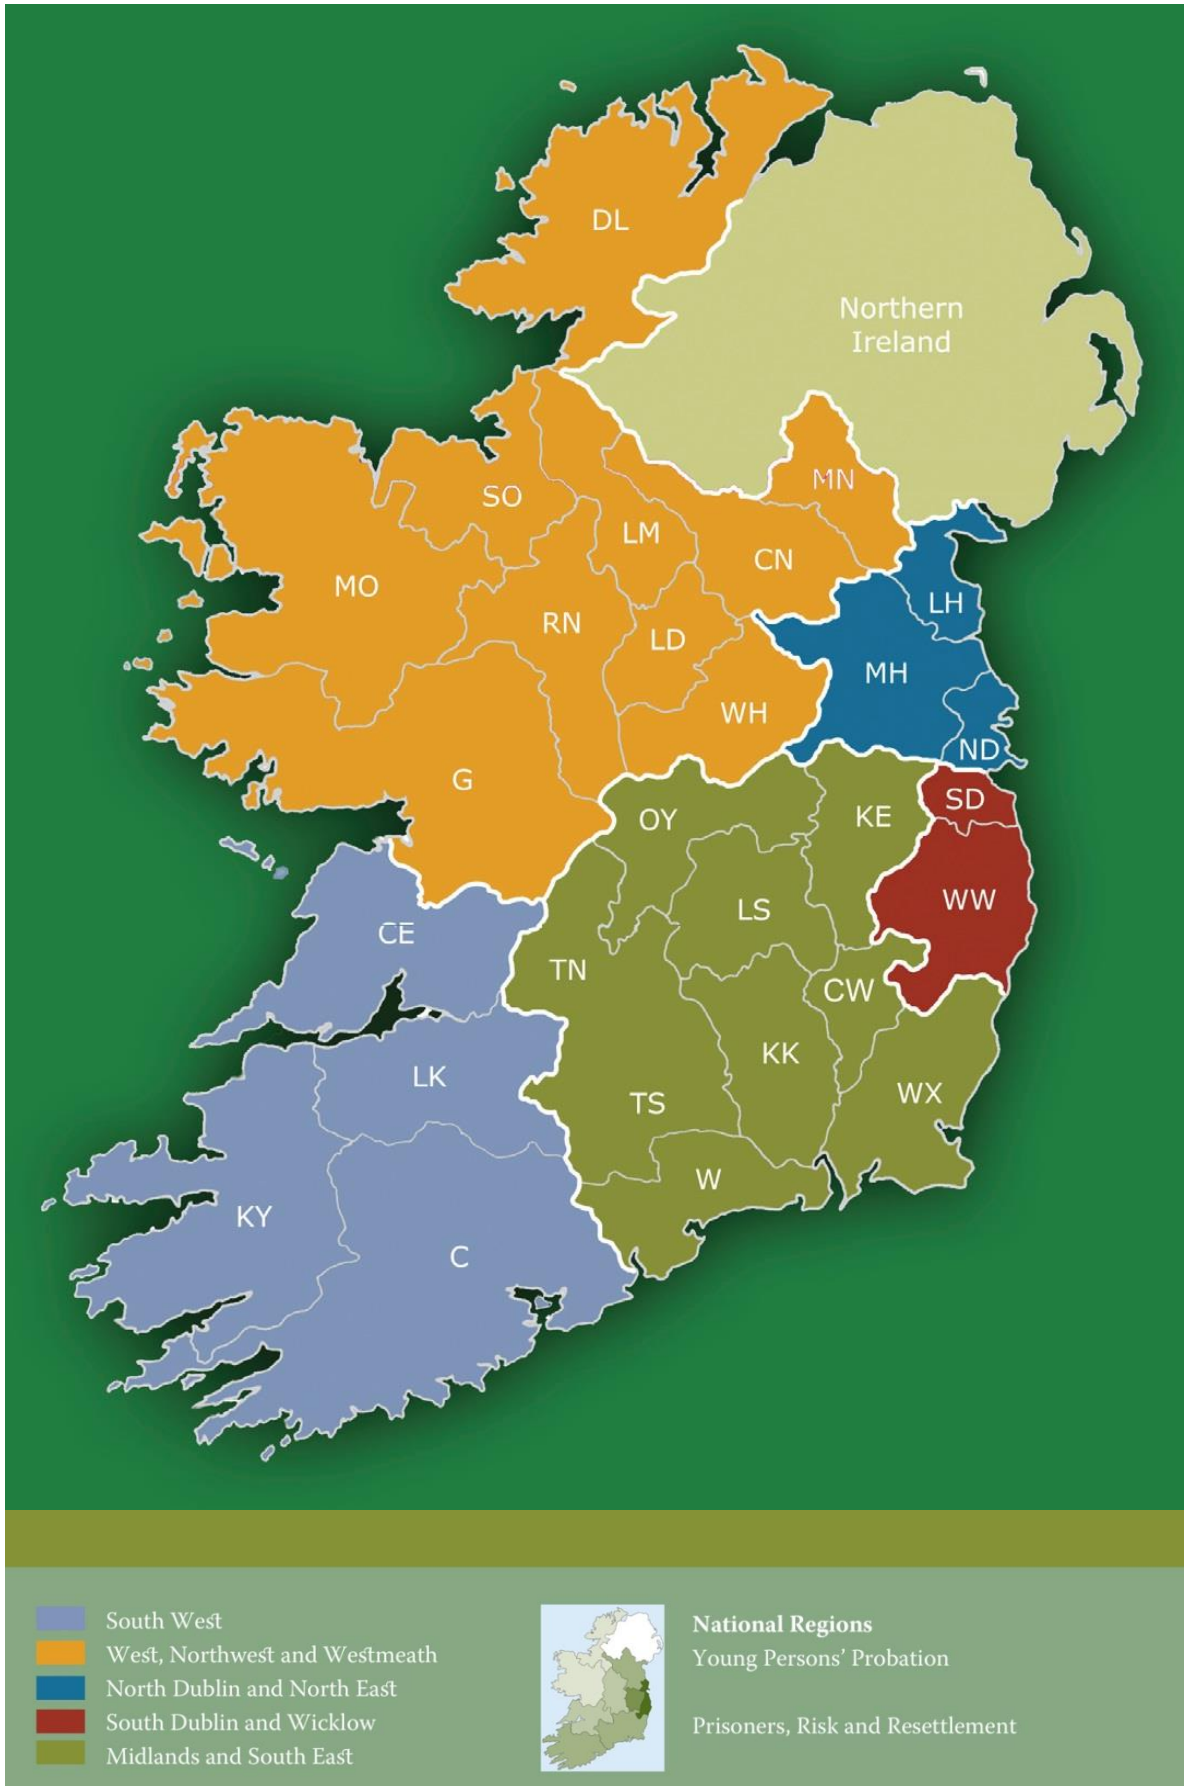 DL
Northern
Ireland
MN
SO
LM
CN
MO
LH
RN
LD
MH
WH
ND
G
SD
OY
KE
WW
LS
CE
TN
CW
KK
LK
WX
TS
W
KY
C
South West
West, Northwest and Westmeath
North Dublin and North East
South Dublin and Wicklow
Midlands and South East
National Regions
Young Persons’ Probation
Prisoners, Risk and Resettlement